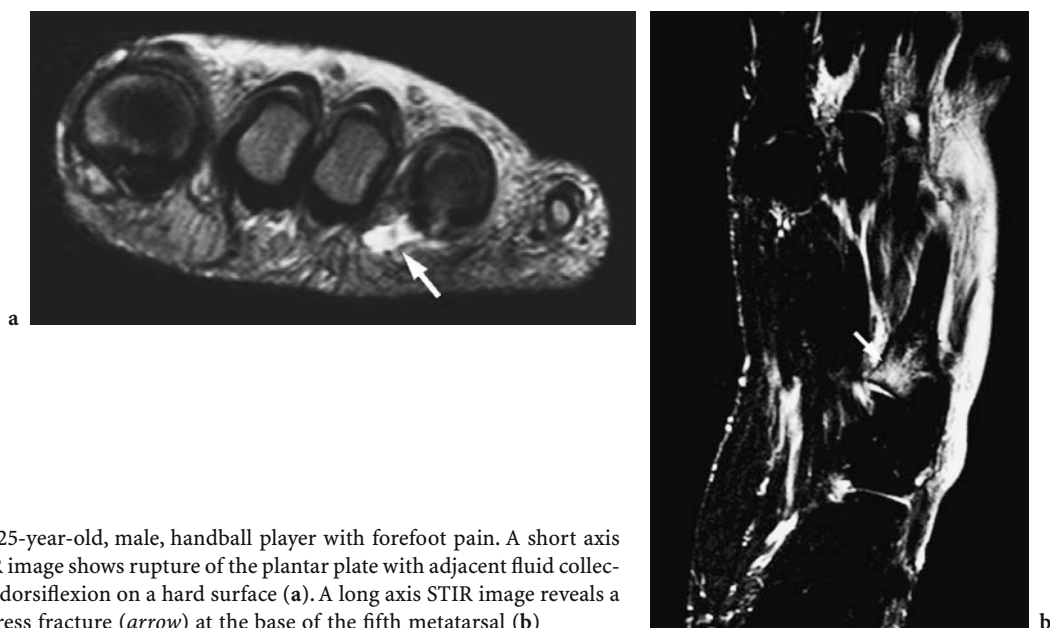 a
b
25-year-old, male, handball player with forefoot pain. A short axis
image shows rupture of the plantar plate with adjacent fluid collec-
dorsiflexion on a hard surface (a). A long axis STIR image reveals a
fracture (arrow) at the base of the fifth metatarsal (b)